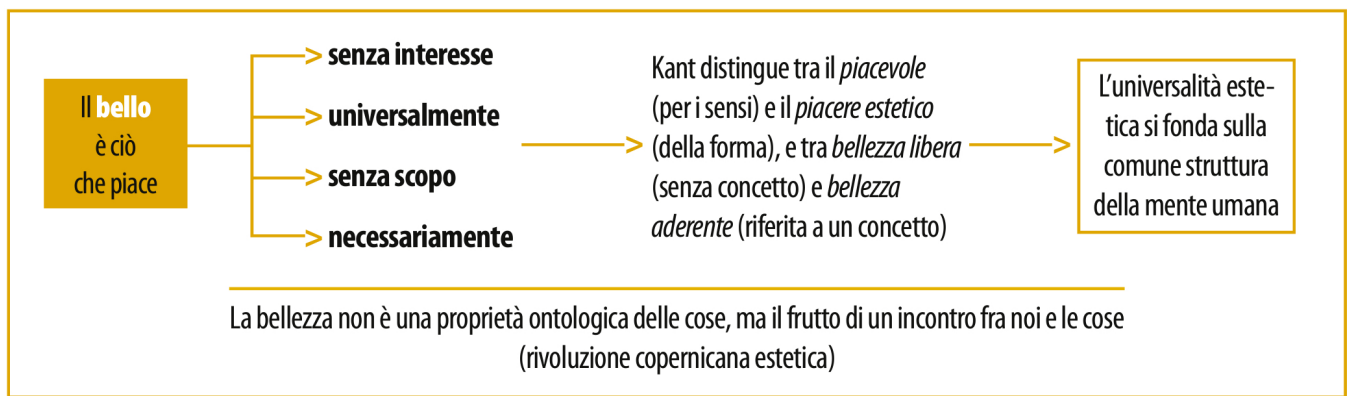 Il bello
è ciò
che piace
> senza interesse
> universalmente
> senza scopo
> necessariamente
Kant distingue tra il piacevole
(per i sensi) e il piacere estetico
(della forma), e tra bellezza libera
(senza concetto) e bellezza
aderente (riferita a un concetto)
L’universalità este-
tica si fonda sulla
comune struttura
della mente umana
La bellezza non è una proprietà ontologica delle cose, ma il frutto di un incontro fra noi e le cose
(rivoluzione copernicana estetica)